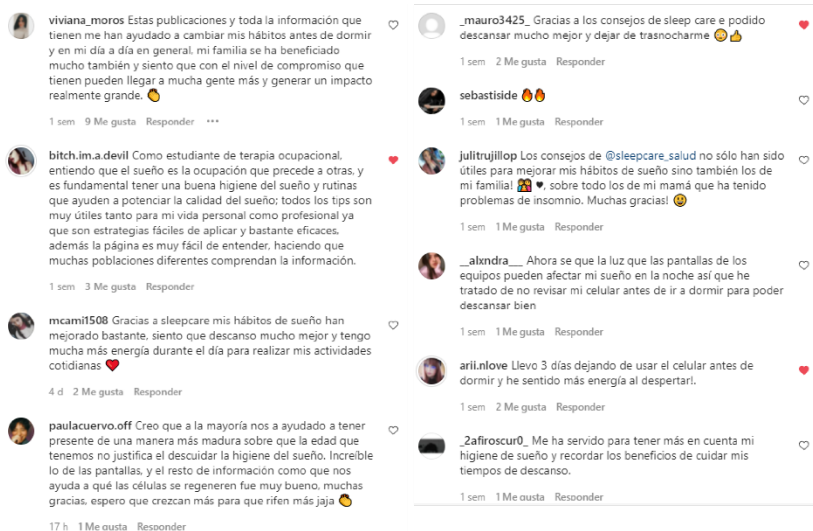 viviana_moros Estas publicaciones y toda la información que
tienen me han ayudado a cambiar mis hábitos antes de dormir
y en mi día a día en general, mi familia se ha beneficiado
mucho también y siento que con el nivel de compromiso que
tienen pueden llegar a mucha gente más y generar un impacto
realmente grande. 👏
1 sem 9 Me gusta Responder •••
bitch.im.a.devil Como estudiante de terapia ocupacional,
entiendo que el sueño es la ocupación que precede a otras, y
es fundamental tener una buena higiene del sueño y rutinas
que ayuden a potenciar la calidad del sueño; todos los tips son
muy útiles tanto para mi vida personal como profesional ya
que son estrategias fáciles de aplicar y bastante eficaces,
además la página es muy fácil de entender, haciendo que
muchas poblaciones diferentes comprendan la información.
1 sem 3 Me gusta Responder
mcami1508 Gracias a sleepcare mis hábitos de sueño han
mejorado bastante, siento que descanso mucho mejor y tengo
mucha más energía durante el día para realizar mis actividades
cotidianas ❤️
4 d 2 Me gusta Responder
paulacuervo.off Creo que a la mayoría nos a ayudado a tener
presente de una manera más madura sobre que la edad que
tenemos no justifica el descuidar la higiene del sueño. Increíble
lo de las pantallas, y el resto de información como que nos
ayuda a qué las células se regeneren fue muy bueno, muchas
gracias, espero que crezcan más para que rifen más jaja 👏
17 h 1 Me gusta Responder
_mauro3425_ Gracias a los consejos de sleep care e podido
descansar mucho mejor y dejar de trasnocharme 😳👍
1 sem 2 Me gusta Responder
sebastiside 🔥🔥
1 sem 1 Me gusta Responder
julitrujillop Los consejos de @sleepcare_salud no sólo han sido
útiles para mejorar mis hábitos de sueño sino también los de
mi familia! 👨‍👩‍👧 ♥, sobre todo los de mi mamá que ha tenido
problemas de insomnio. Muchas gracias! 😀
1 sem 1 Me gusta Responder
__alxndra___ Ahora se que la luz que las pantallas de los
equipos pueden afectar mi sueño en la noche así que he
tratado de no revisar mi celular antes de ir a dormir para poder
descansar bien
1 sem 1 Me gusta Responder
arii.nlove Llevo 3 días dejando de usar el celular antes de
dormir y he sentido más energía al despertar!.
1 sem 2 Me gusta Responder
_2afiroscur0_ Me ha servido para tener más en cuenta mi
higiene de sueño y recordar los beneficios de cuidar mis
tiempos de descanso.
1 sem 1 Me gusta Responder